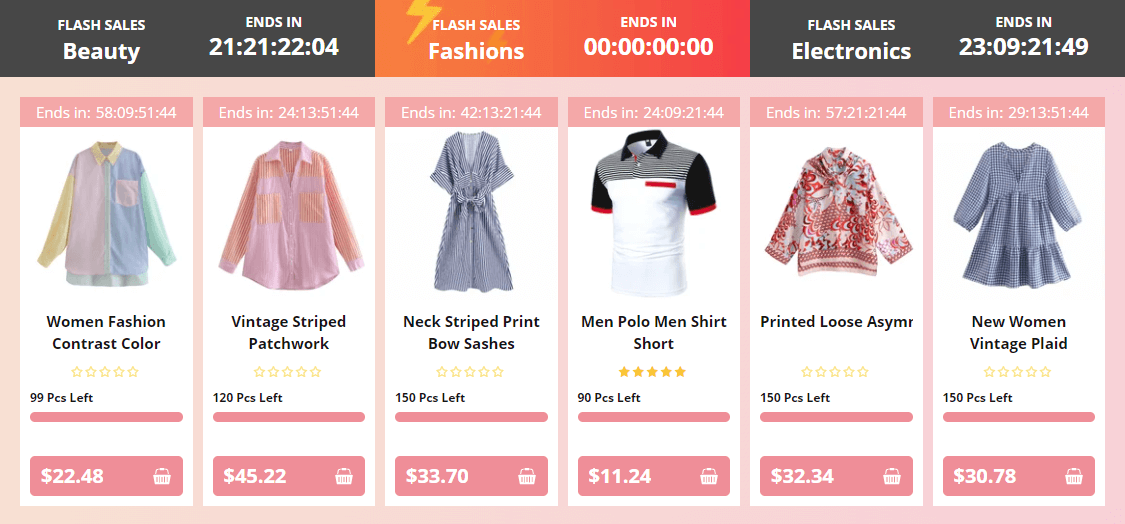 FLASH SALES
Beauty
ENDS IN
21:21:22:04
FLASH SALES
Fashions
ENDS IN
00:00:00:00
FLASH SALES
Electronics
ENDS IN
23:09:21:49
Ends in: 58:09:51:44
Women Fashion
Contrast Color
99 Pcs Left
$22.48
Ends in: 24:13:51:44
Vintage Striped
Patchwork
120 Pcs Left
$45.22
Ends in: 42:13:21:44
Neck Striped Print
Bow Sashes
150 Pcs Left
$33.70
Ends in: 24:09:21:44
Men Polo Men Shirt
Short
90 Pcs Left
$11.24
Ends in: 57:21:21:44
Printed Loose Asymr
150 Pcs Left
$32.34
Ends in: 29:13:51:44
New Women
Vintage Plaid
150 Pcs Left
$30.78